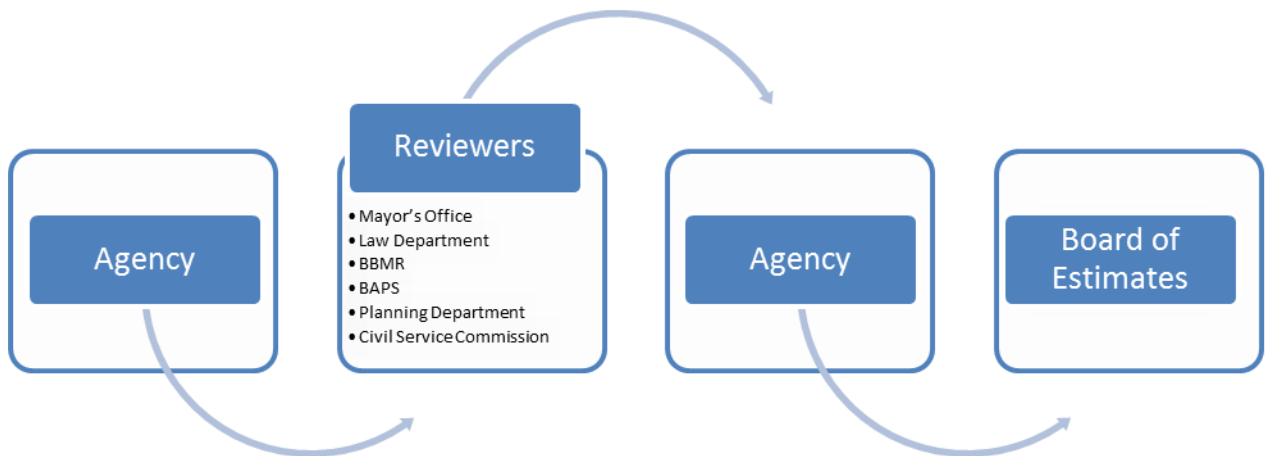 Agency
Reviewers
• Mayor's Office
• Law Department
• BBMR
• BAPS
• Planning Department
• Civil Service Commission
Agency
Board of
Estimates